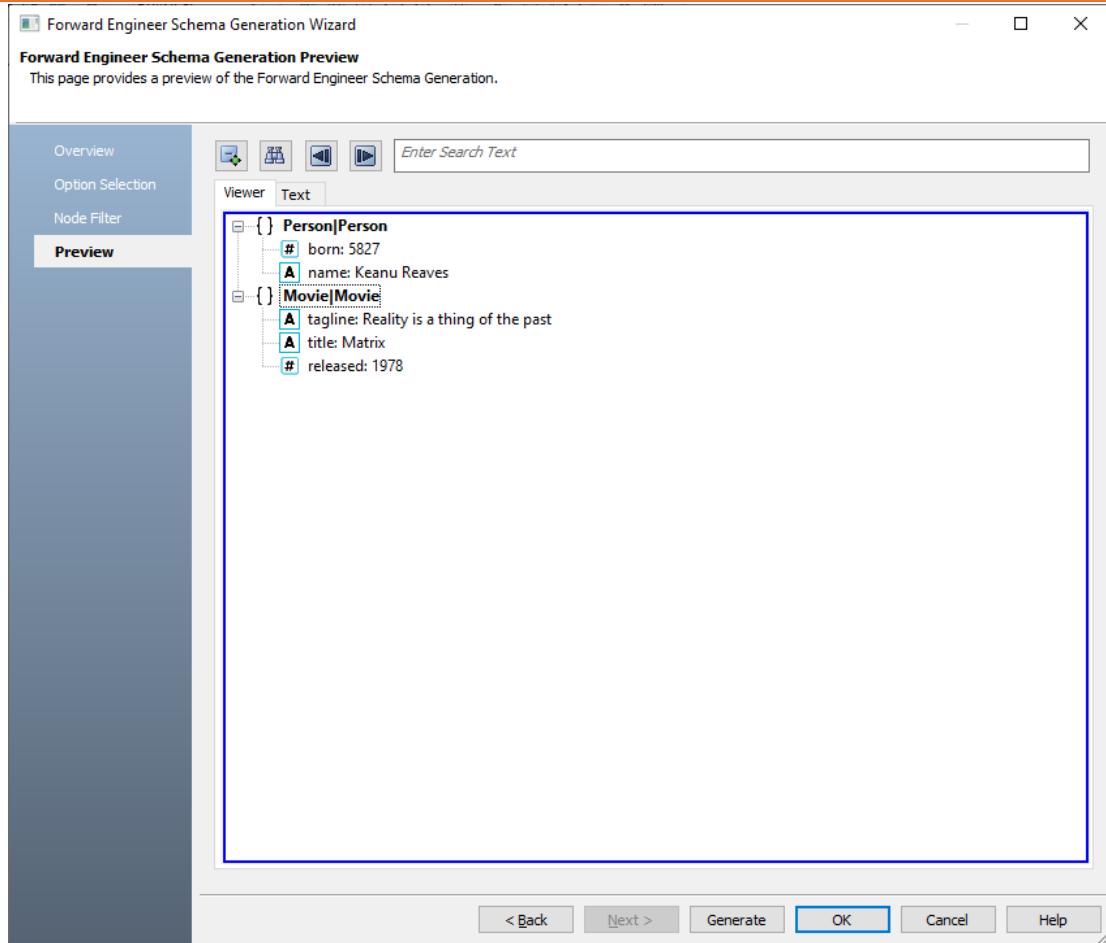 Forward Engineer Schema Generation Wizard
Forward Engineer Schema Generation Preview
This page provides a preview of the Forward Engineer Schema Generation.
Overview
Option Selection
Node Filter
Preview
Enter Search Text
Viewer Text
{ } Person|Person
# born: 5827
A name: Keanu Reaves
{ } Movie|Movie
A tagline: Reality is a thing of the past
A title: Matrix
# released: 1978
< Back Next > Generate OK Cancel Help